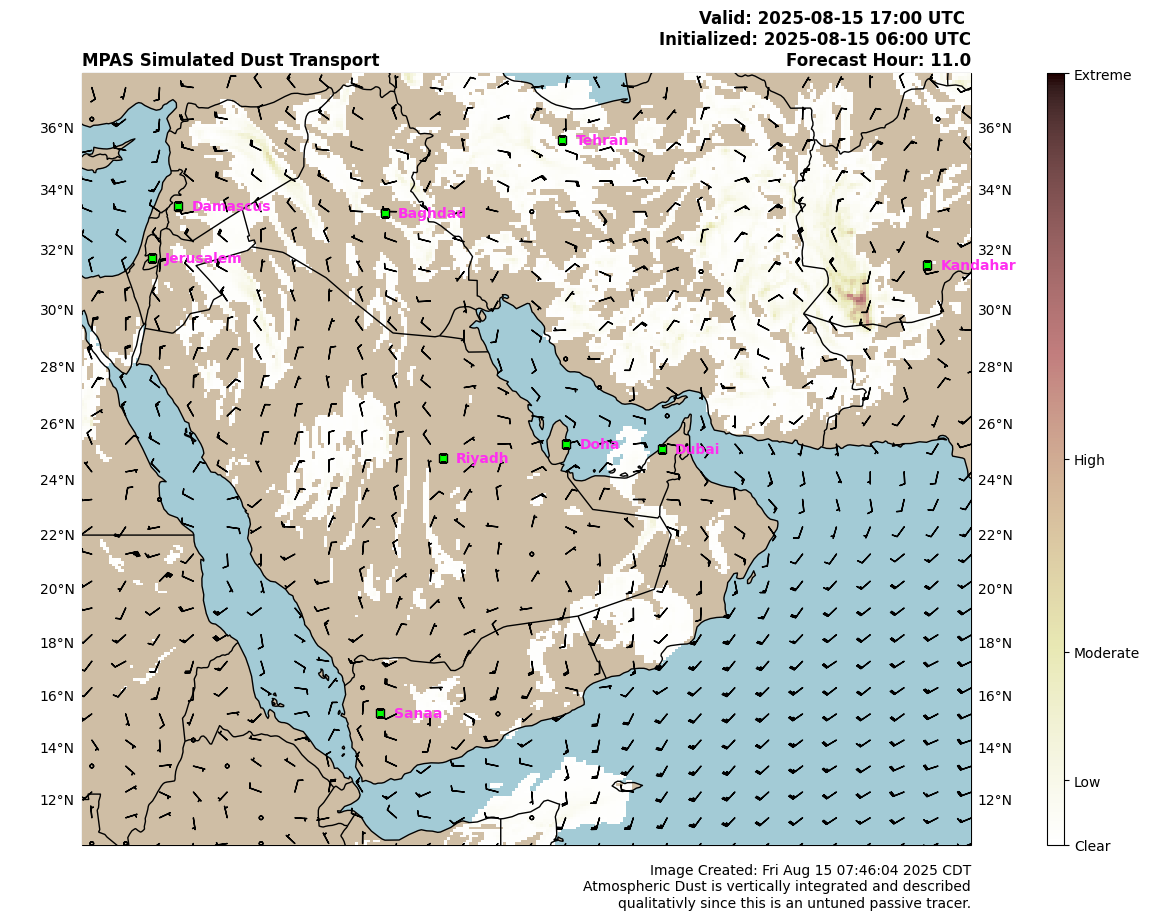 Valid: 2025-08-15 17:00 UTC
Initialized: 2025-08-15 06:00 UTC
MPAS Simulated Dust Transport
Forecast Hour: 11.0
Extreme
36°N
36°N
Tehran
34°N
34°N
Damascus
Baghdad
32°N
32°N
Jerusalem
Kandahar
30°N
30°N
28°N
28°N
26°N
26°N
Doha
Dubai
Riyadh
High
24°N
24°N
22°N
22°N
20°N
20°N
18°N
18°N
Moderate
16°N
16°N
Sanaa
14°N
14°N
Low
12°N
12°N
Clear
Image Created: Fri Aug 15 07:46:04 2025 CDT
Atmospheric Dust is vertically integrated and described
qualitativly since this is an untuned passive tracer.